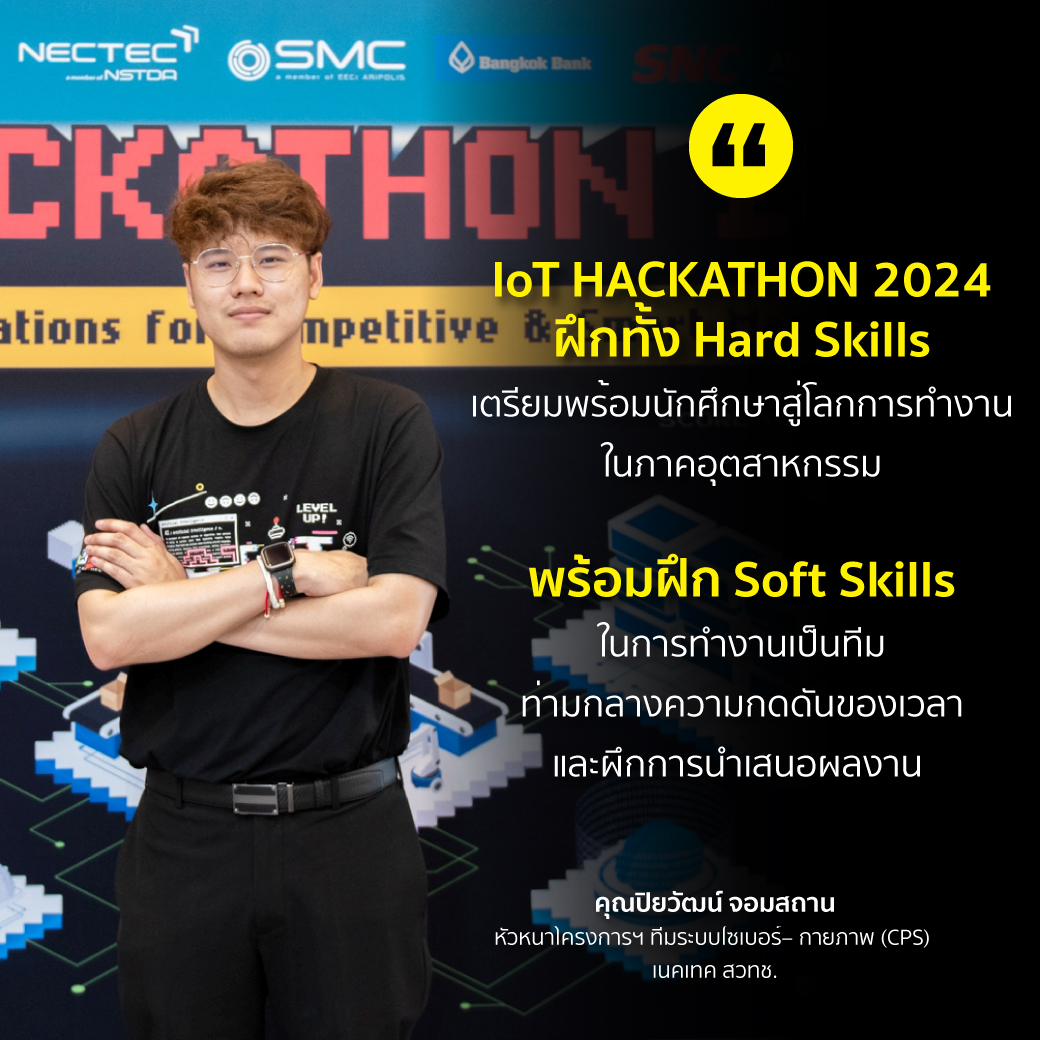 NECTEC
a member of NSTDA
SMC
a member of EECi ARIPOLIS
Bangkok Bank
SNC
CKATHON
ations for Competitive & Smart
“
IoT HACKATHON 2024
ฝึกทั้ง Hard Skills
เตรียมพร้อมนักศึกษาสู่โลกการทำงาน
ในภาคอุตสาหกรรม
LEVEL
UP!
พร้อมฝึก Soft Skills
ในการทำงานเป็นทีม
ท่ามกลางความกดดันของเวลา
และผึกการนำเสนอผลงาน
คุณปิยวัฒน์ จอมสถาน
หัวหนาโครงการฯ ทีมระบบไซเบอร์– กายภาพ (CPS)
เนคเทค สวทช.